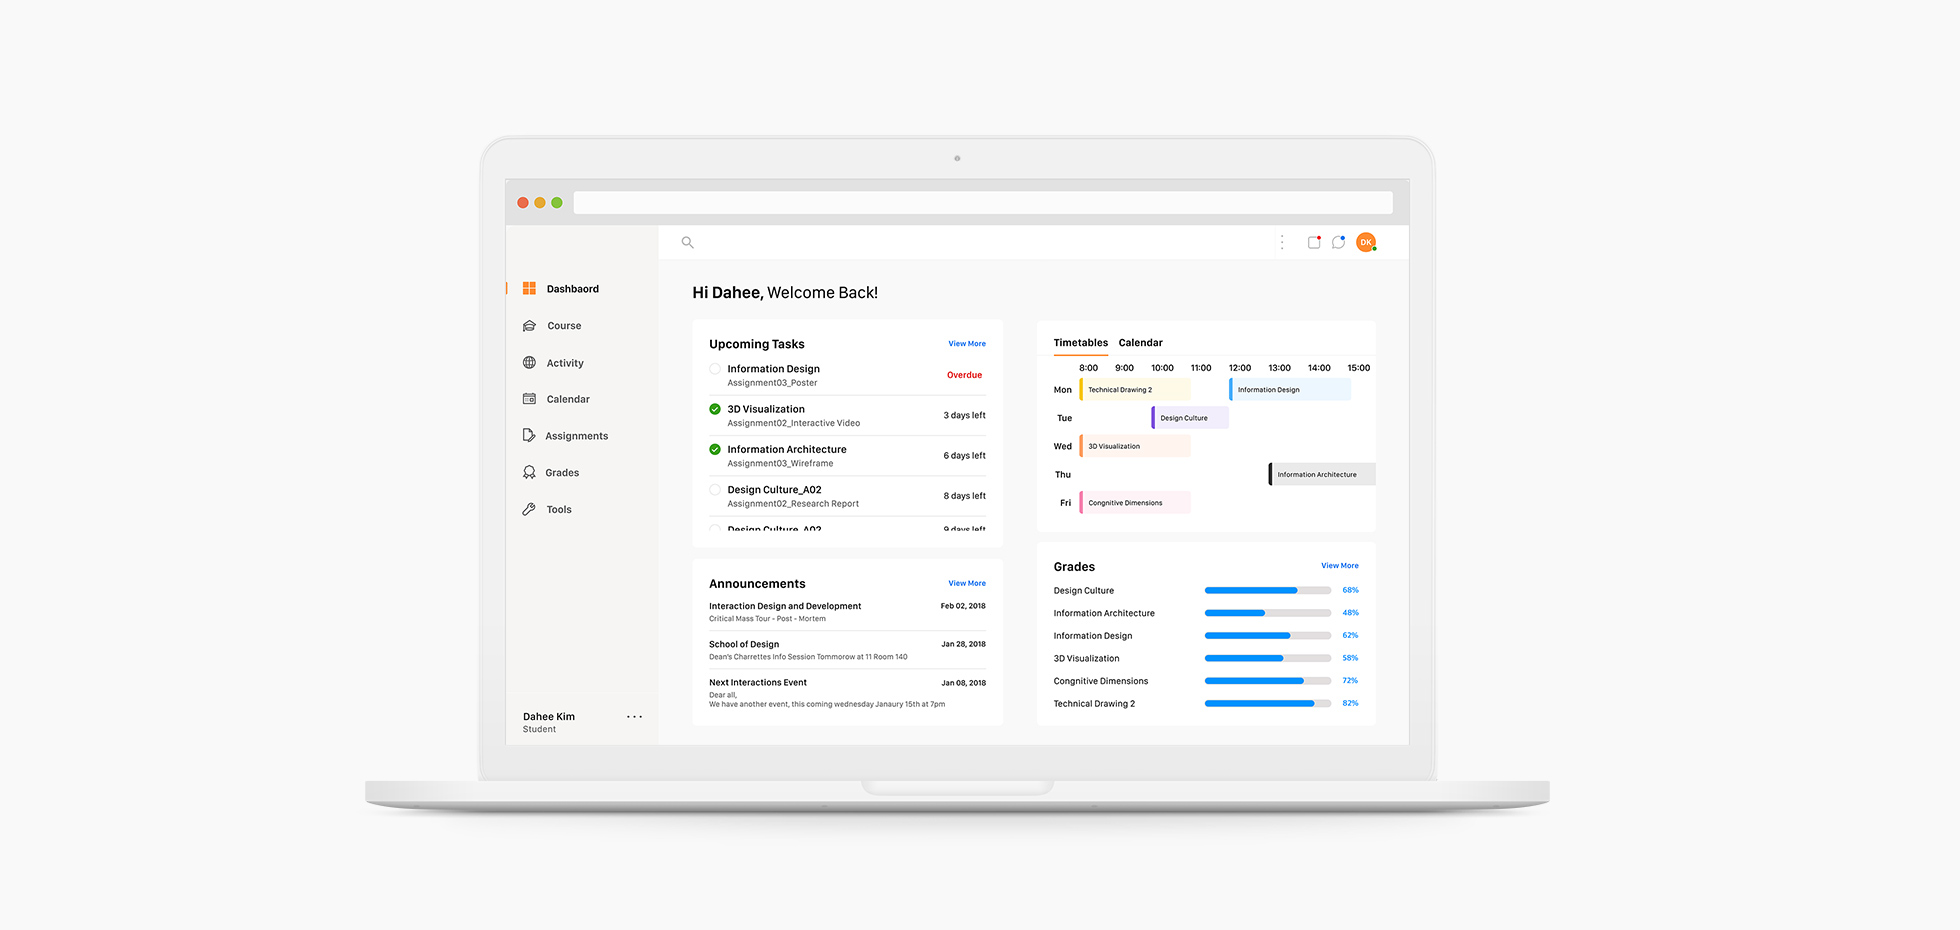 DK
Dashbaord
Course
Activity
Calendar
Assignments
Grades
Tools
Dahee Kim
Student
Hi Dahee, Welcome Back!
Upcoming Tasks
View More
Information Design
Assignment03_Poster
Overdue
3D Visualization
Assignment02_Interactive Video
3 days left
Information Architecture
Assignment03_Wireframe
6 days left
Design Culture_A02
Assignment02_Research Report
8 days left
Design Culture_A02
9 days left
Announcements
View More
Interaction Design and Development
Feb 02, 2018
Critical Mass Tour - Post - Mortem
School of Design
Jan 28, 2018
Dean's Charrettes Info Session Tommorow at 11 Room 140
Next Interactions Event
Jan 08, 2018
Dear all,
We have another event, this coming wednesday Janaury 15th at 7pm
Timetables Calendar
8:00 9:00 10:00 11:00 12:00 13:00 14:00 15:00
Mon Technical Drawing 2 Information Design
Tue Design Culture
Wed 3D Visualization
Thu Information Architecture
Fri Congnitive Dimensions
Grades
View More
Design Culture 68%
Information Architecture 48%
Information Design 62%
3D Visualization 58%
Congnitive Dimensions 72%
Technical Drawing 2 82%